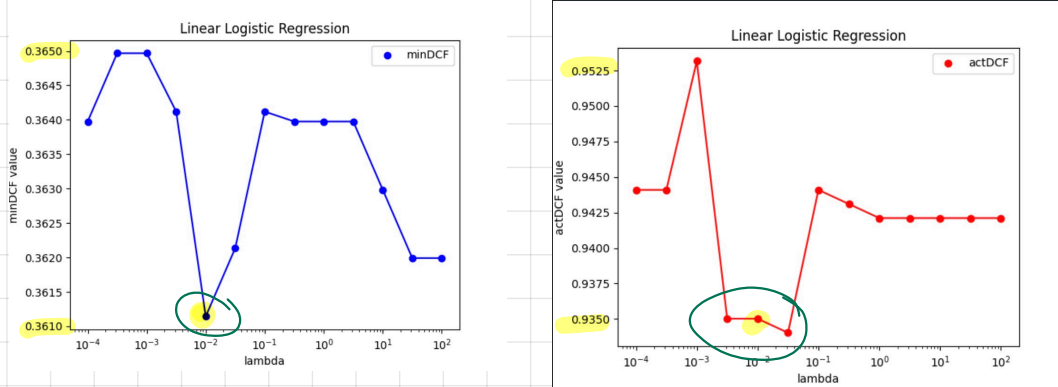 Linear Logistic Regression
minDCF
0.3650
0.3645
0.3640
0.3635
0.3630
0.3625
0.3620
0.3615
0.3610
minDCF value
10⁻⁴ 10⁻³ 10⁻² 10⁻¹ 10⁰ 10¹ 10²
lambda
Linear Logistic Regression
actDCF
0.9525
0.9500
0.9475
0.9450
0.9425
0.9400
0.9375
0.9350
actDCF value
10⁻⁴ 10⁻³ 10⁻² 10⁻¹ 10⁰ 10¹ 10²
lambda